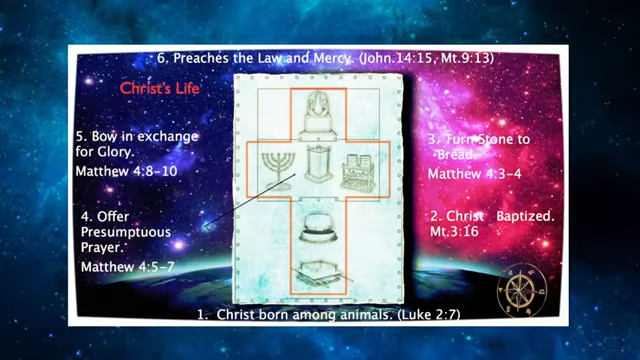 6. Preaches the Law and Mercy. (John.14:15, Mt.9:13)
Christ's Life
5. Bow in exchange
for Glory.
Matthew 4:8-10
3. Turn Stone to
Bread.
Matthew 4:3-4
4. Offer
Presumptuous
Prayer.
Matthew 4:5-7
2. Christ Baptized.
Mt.3:16
1. Christ born among animals. (Luke 2:7)